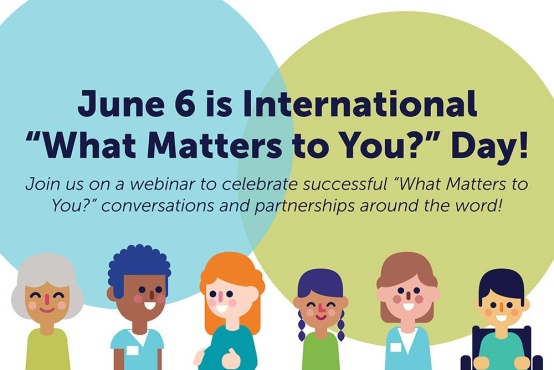 June 6 is International
“What Matters to You?” Day!
Join us on a webinar to celebrate successful “What Matters to
You?” conversations and partnerships around the word!